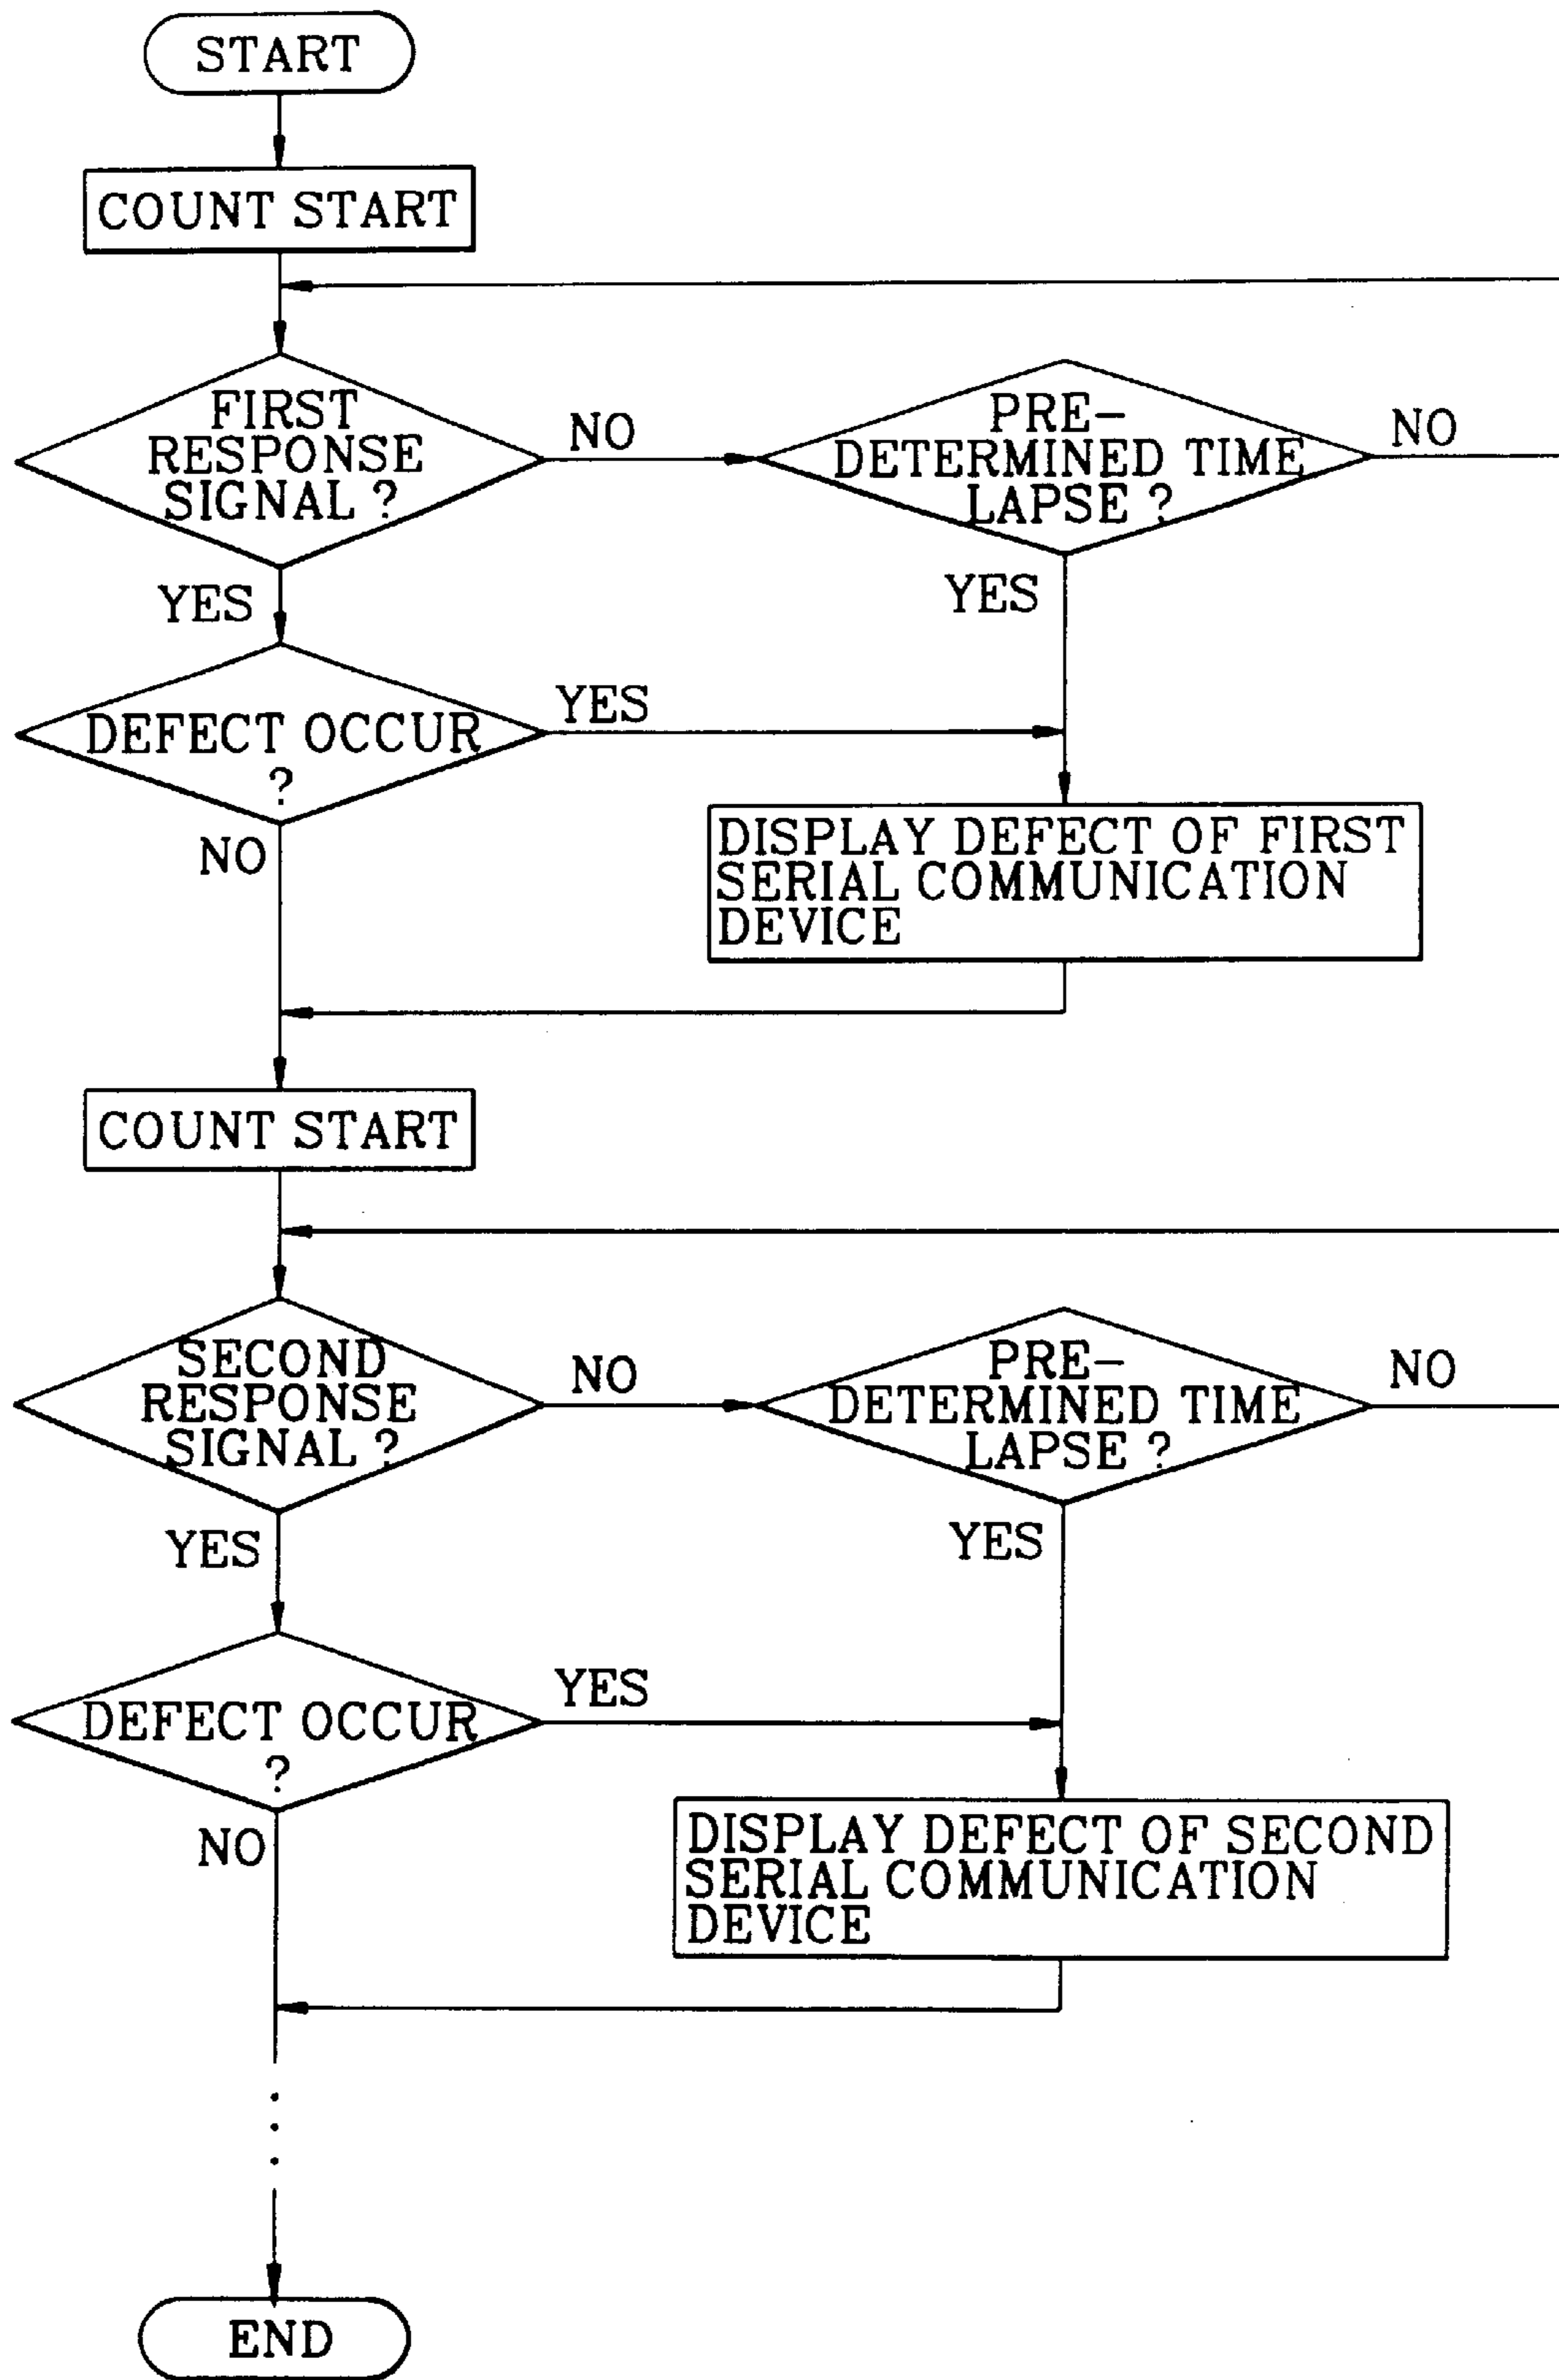 START
COUNT START
FIRST
RESPONSE
SIGNAL ?
NO
PRE-
DETERMINED TIME
LAPSE ?
NO
YES
YES
DEFECT OCCUR
?
YES
NO
DISPLAY DEFECT OF FIRST
SERIAL COMMUNICATION
DEVICE
COUNT START
SECOND
RESPONSE
SIGNAL ?
NO
PRE-
DETERMINED TIME
LAPSE ?
NO
YES
YES
DEFECT OCCUR
?
YES
NO
DISPLAY DEFECT OF SECOND
SERIAL COMMUNICATION
DEVICE
END